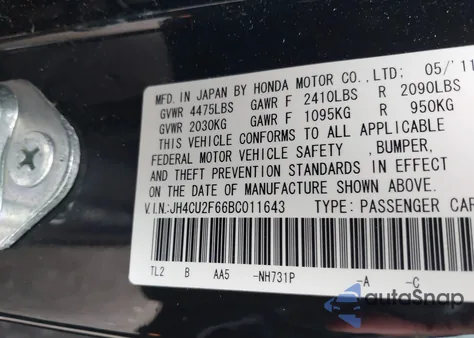 MFD. IN JAPAN BY HONDA MOTOR CO.,LTD; 05/'11
GVWR 4475LBS GAWR F 2410LBS R 2090LBS
GVWR 2030KG GAWR F 1095KG R 950KG
THIS VEHICLE CONFORMS TO ALL APPLICABLE
FEDERAL MOTOR VEHICLE SAFETY ,BUMPER,
AND THEFT PREVENTION STANDARDS IN EFFECT
ON THE DATE OF MANUFACTURE SHOWN ABOVE.
V.I.N:JH4CU2F66BC011643 TYPE: PASSENGER CAR
TL2 B AA5 -NH731P -A -C
autoSnap